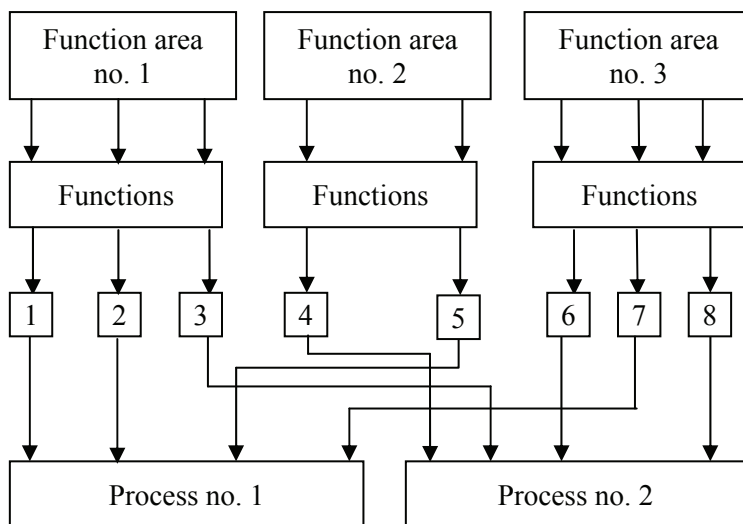 Function area
no. 1
Function area
no. 2
Function area
no. 3
Functions
Functions
Functions
1
2
3
4
5
6
7
8
Process no. 1
Process no. 2